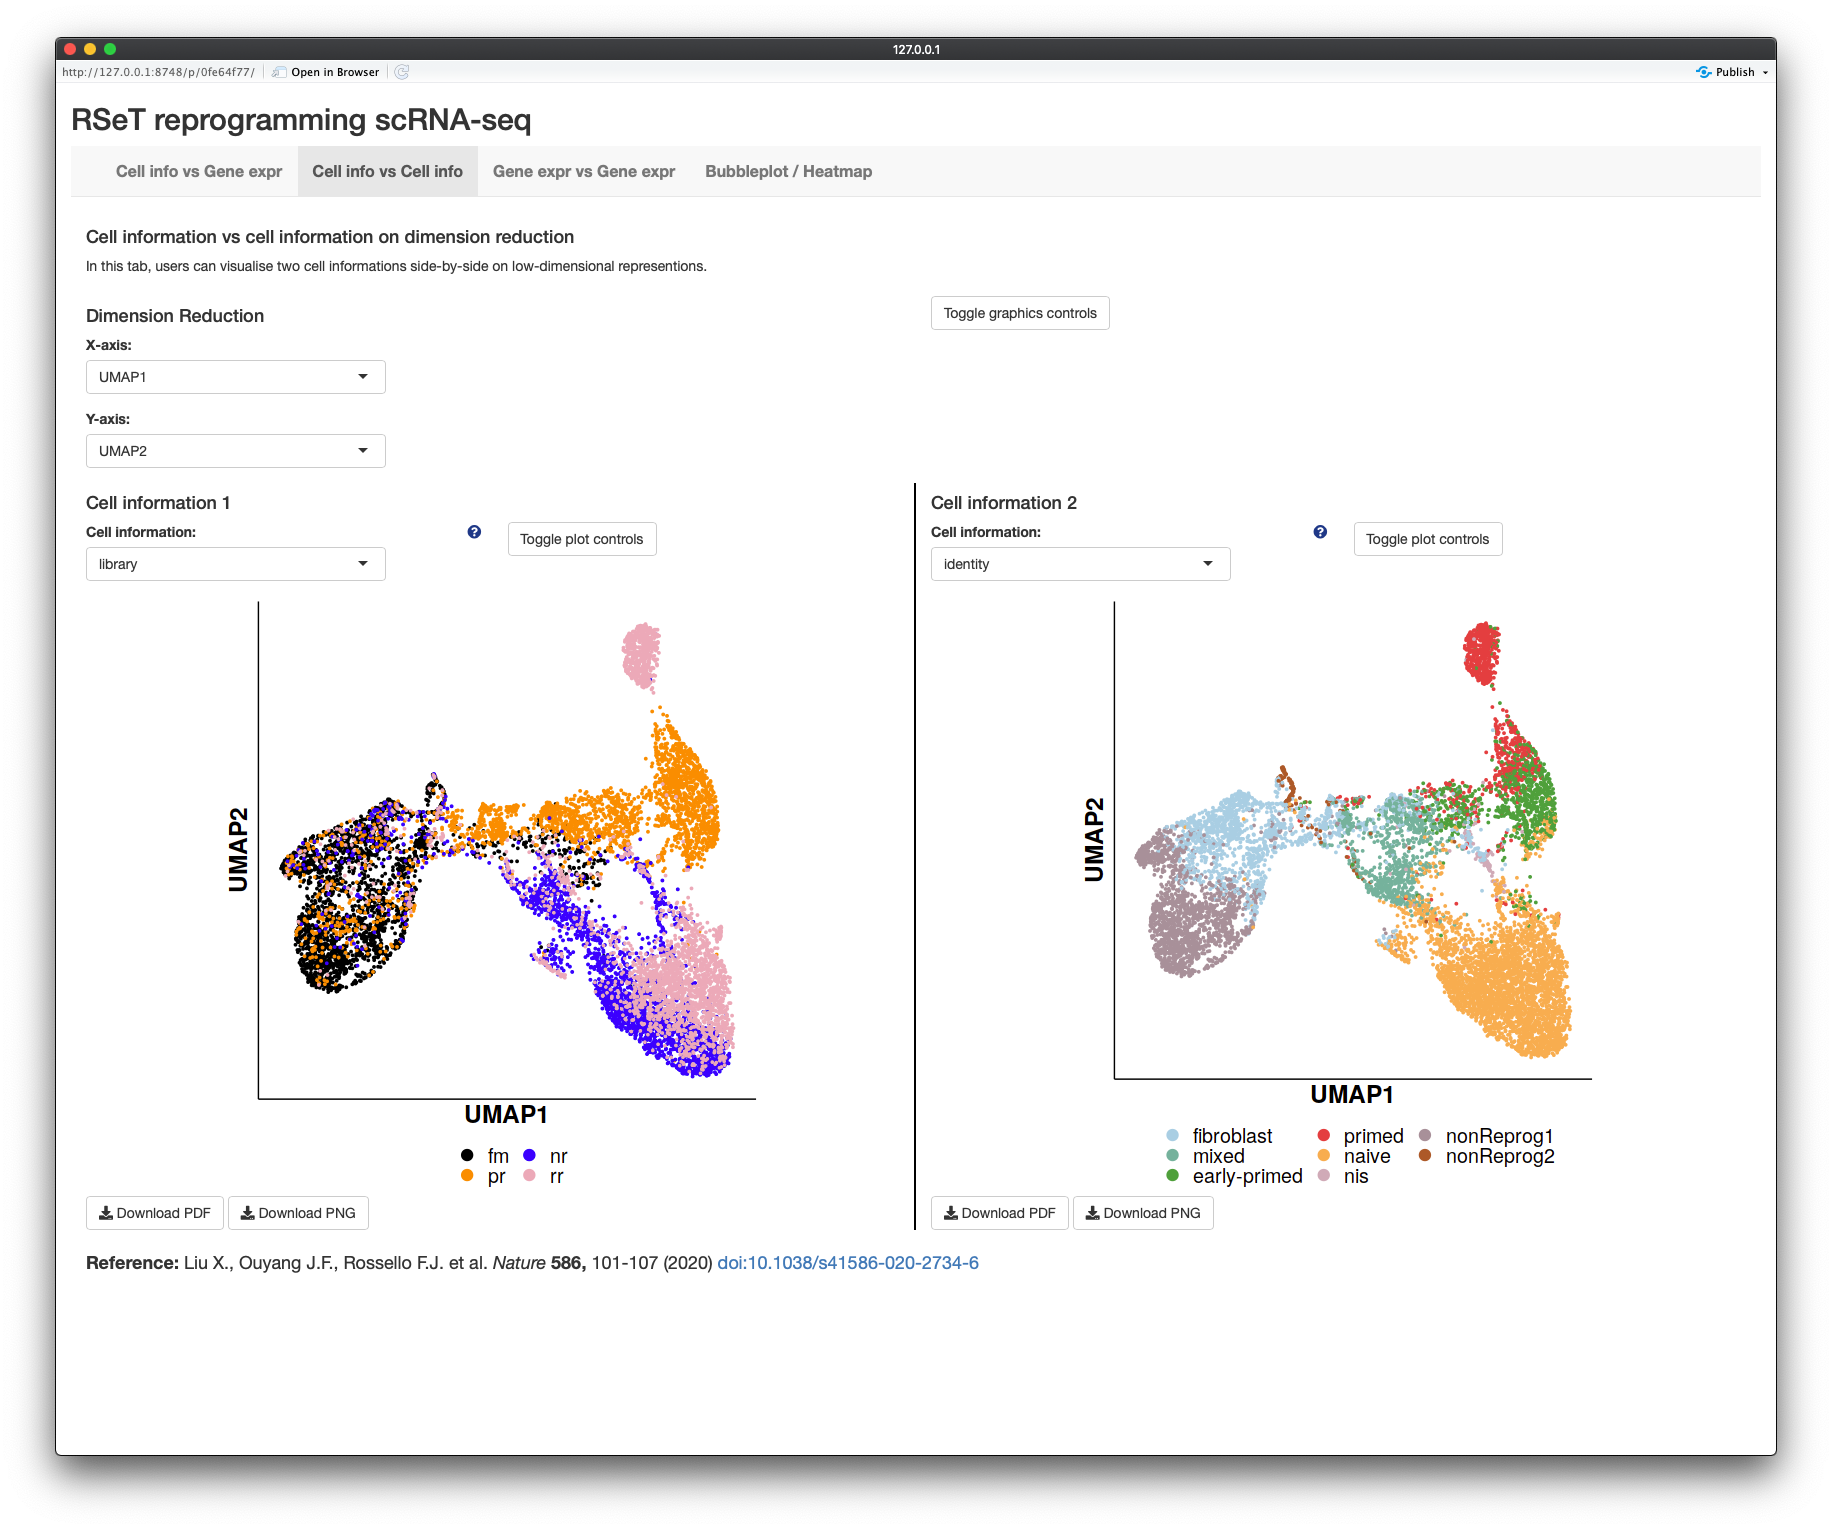 127.0.0.1
http://127.0.0.1:8748/p/0fe64f77/ Open in Browser Publish
RSeT reprogramming scRNA-seq
Cell info vs Gene expr Cell info vs Cell info Gene expr vs Gene expr Bubbleplot / Heatmap
Cell information vs cell information on dimension reduction
In this tab, users can visualise two cell informations side-by-side on low-dimensional representions.
Dimension Reduction
Toggle graphics controls
X-axis:
UMAP1
Y-axis:
UMAP2
Cell information 1
Cell information:
?
Toggle plot controls
library
UMAP2
UMAP1
fm nr
pr rr
Download PDF Download PNG
Cell information 2
Cell information:
?
Toggle plot controls
identity
UMAP2
UMAP1
fibroblast primed nonReprog1
mixed naive nonReprog2
early-primed nis
Download PDF Download PNG
Reference: Liu X., Ouyang J.F., Rossello F.J. et al. Nature 586, 101-107 (2020) doi:10.1038/s41586-020-2734-6